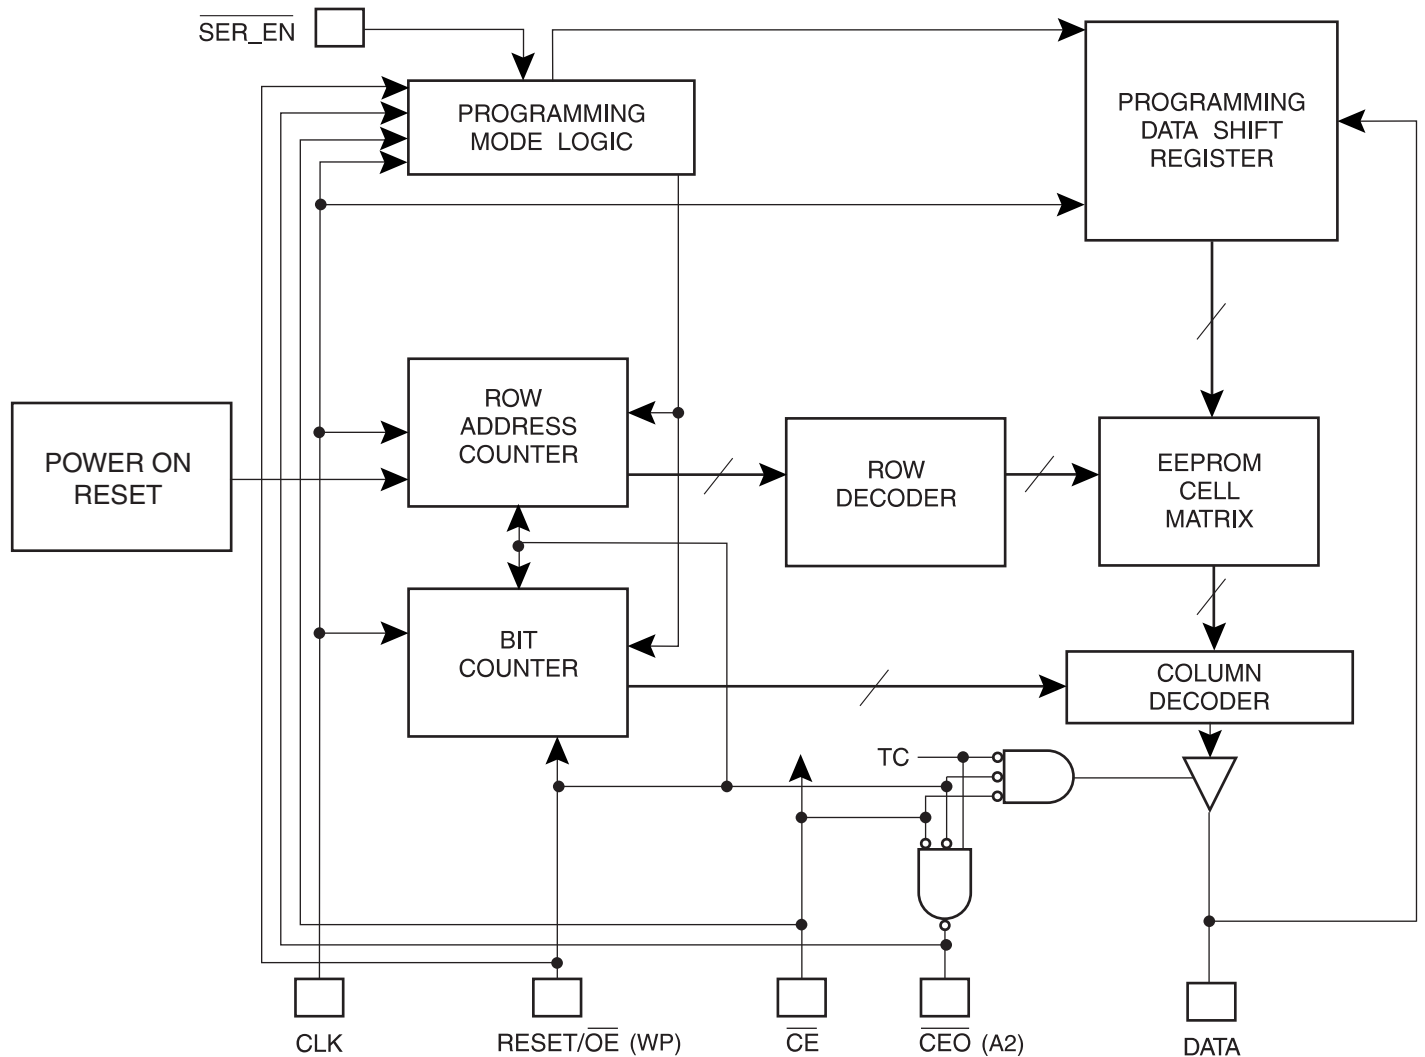 SER_EN
PROGRAMMING
MODE LOGIC
PROGRAMMING
DATA SHIFT
REGISTER
POWER ON
RESET
ROW
ADDRESS
COUNTER
ROW
DECODER
EEPROM
CELL
MATRIX
BIT
COUNTER
COLUMN
DECODER
TC
CLK
RESET/OE (WP)
CE
CEO (A2)
DATA